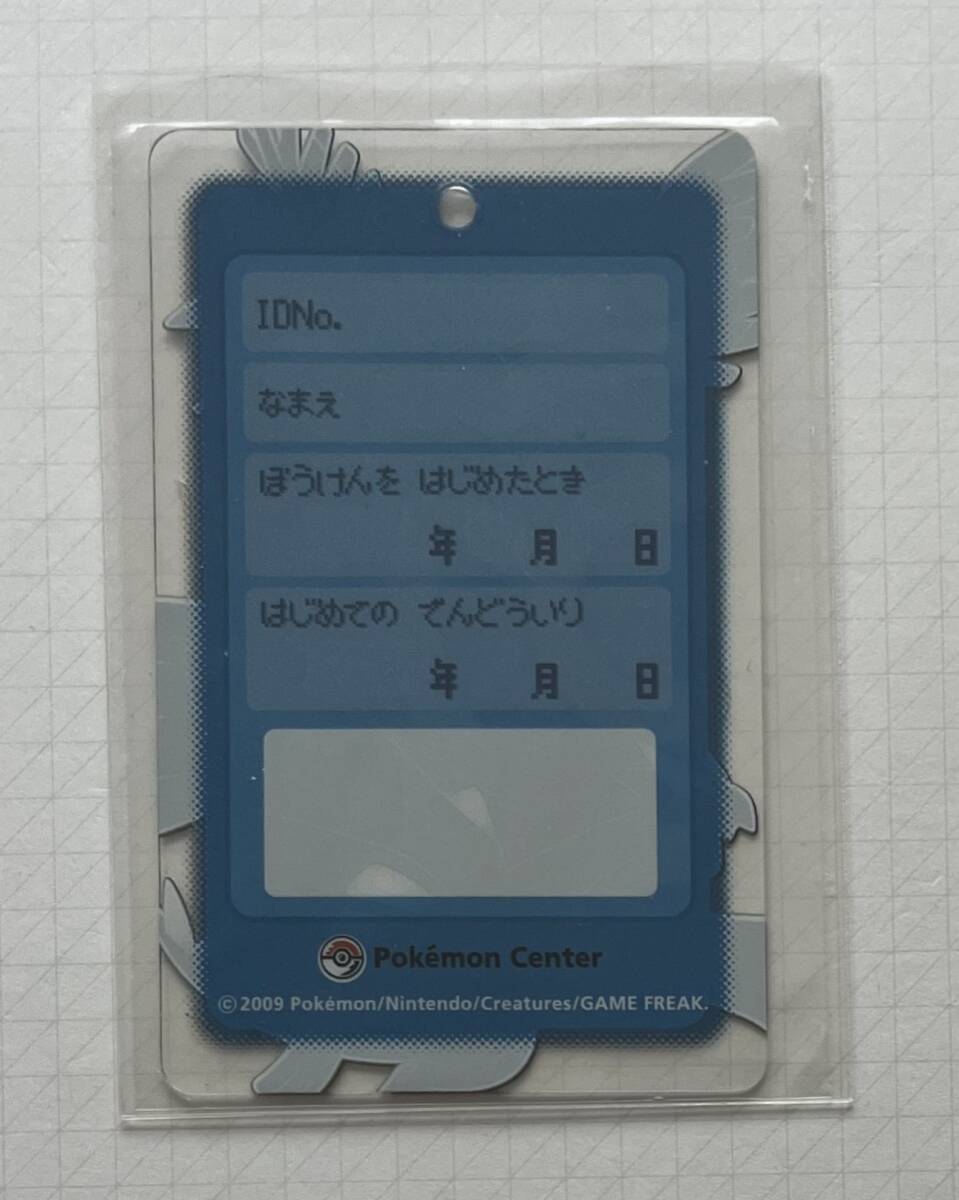 IDNo.
なまえ
ぼうけんを はじめたとき
年 月 日
はじめての でんどういり
年 月 日
Pokémon Center
©2009 Pokémon/Nintendo/Creatures/GAME FREAK.